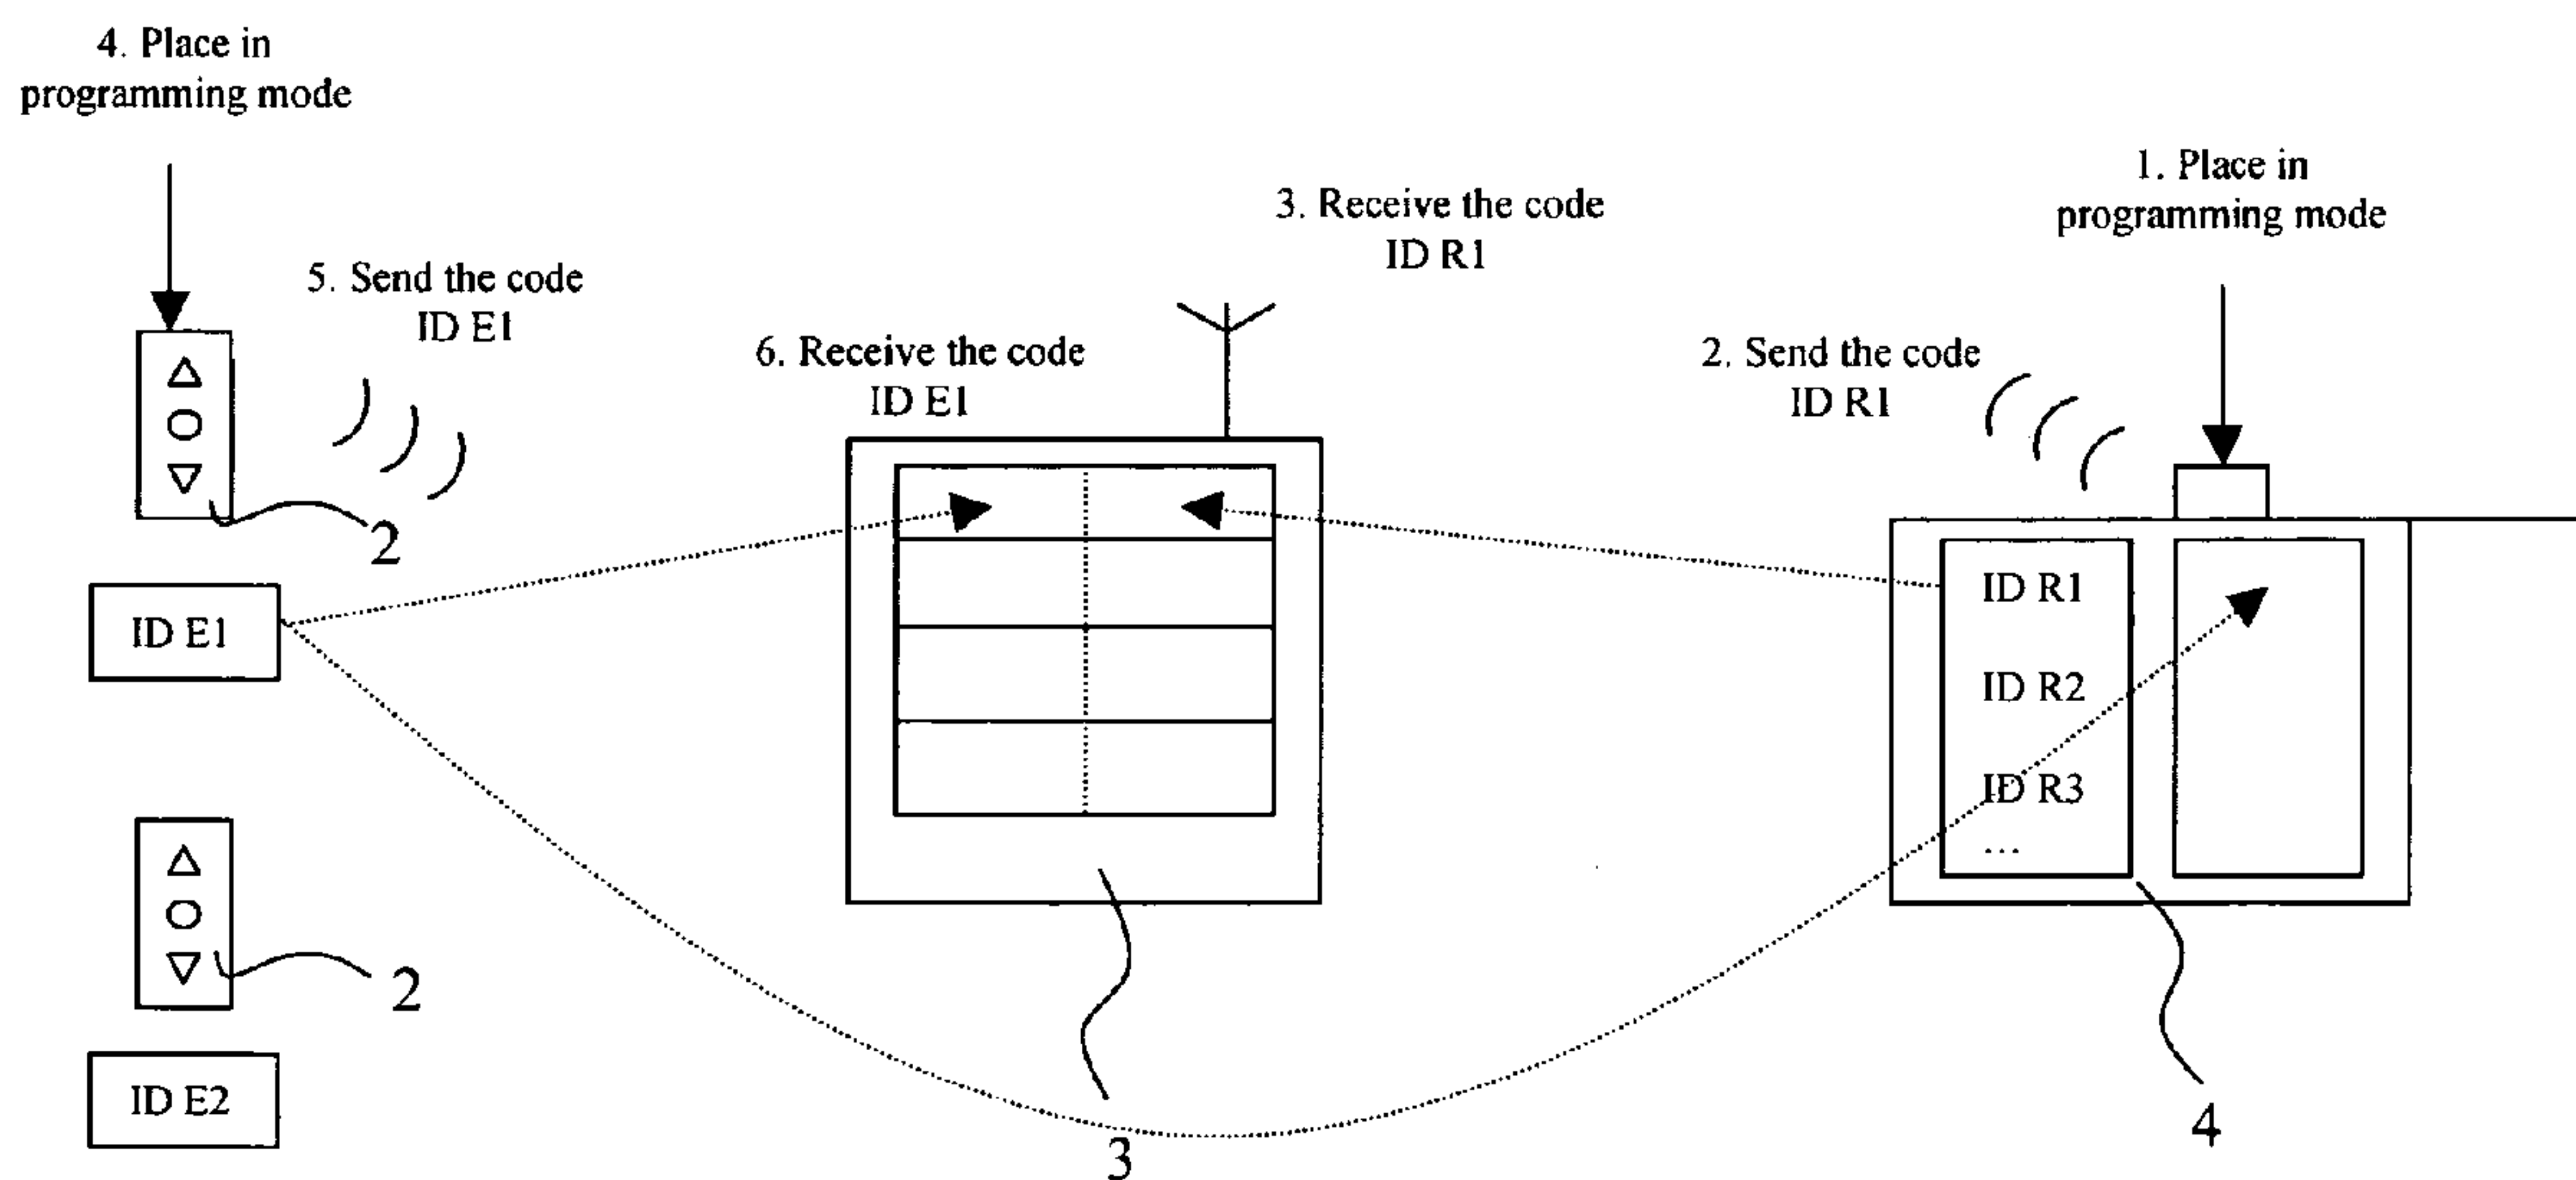 4. Place in
programming mode
1. Place in
programming mode
3. Receive the code
ID R1
5. Send the code
ID E1
6. Receive the code
ID E1
2. Send the code
ID R1
2
ID E1
ID R1
ID R2
ID R3
...
2
ID E2
3
4